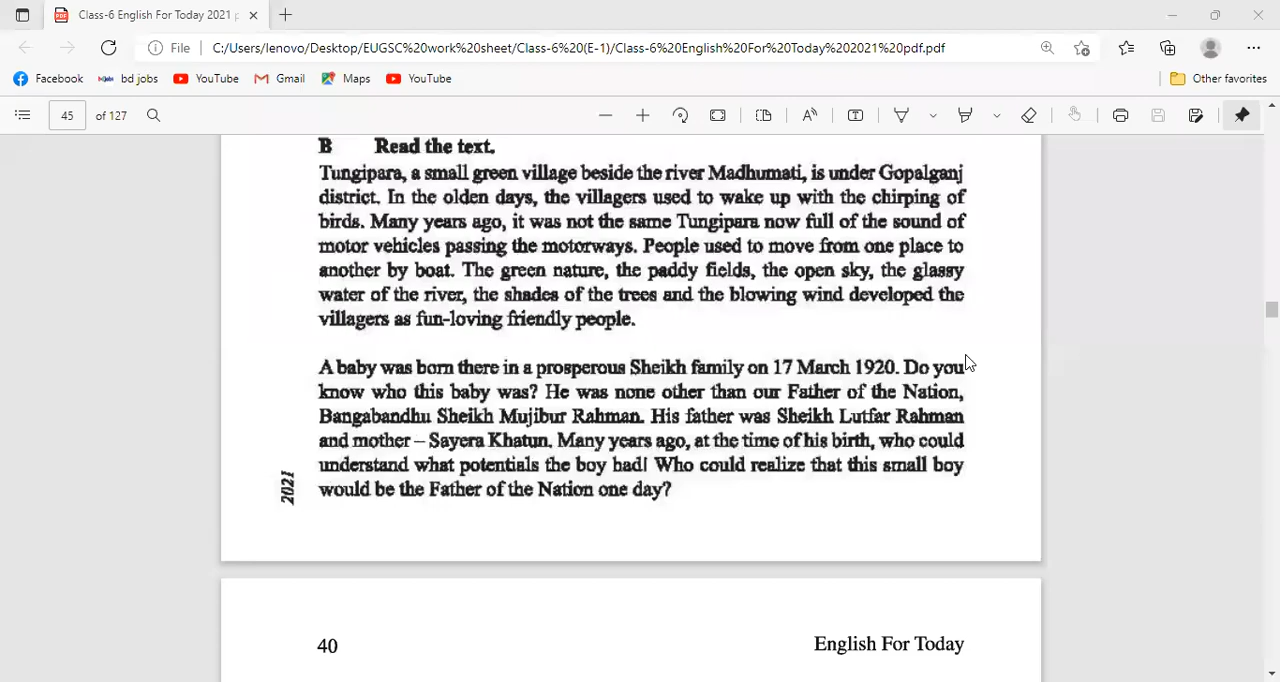 Class-6 English For Today 2021 p
File
C:/Users/lenovo/Desktop/EUGSC%20work%20sheet/Class-6%20(E-1)/Class-6%20English%20For%20Today%202021%20pdf.pdf
Facebook
bd jobs
YouTube
Gmail
Maps
YouTube
Other favorites
45 of 127
B Read the text.
Tungipara, a small green village beside the river Madhumati, is under Gopalganj
district. In the olden days, the villagers used to wake up with the chirping of
birds. Many years ago, it was not the same Tungipara now full of the sound of
motor vehicles passing the motorways. People used to move from one place to
another by boat. The green nature, the paddy fields, the open sky, the glassy
water of the river, the shades of the trees and the blowing wind developed the
villagers as fun-loving friendly people.
A baby was born there in a prosperous Sheikh family on 17 March 1920. Do you
know who this baby was? He was none other than our Father of the Nation,
Bangabandhu Sheikh Mujibur Rahman. His father was Sheikh Lutfar Rahman
and mother – Sayera Khatun. Many years ago, at the time of his birth, who could
understand what potentials the boy had! Who could realize that this small boy
would be the Father of the Nation one day?
2021
40
English For Today